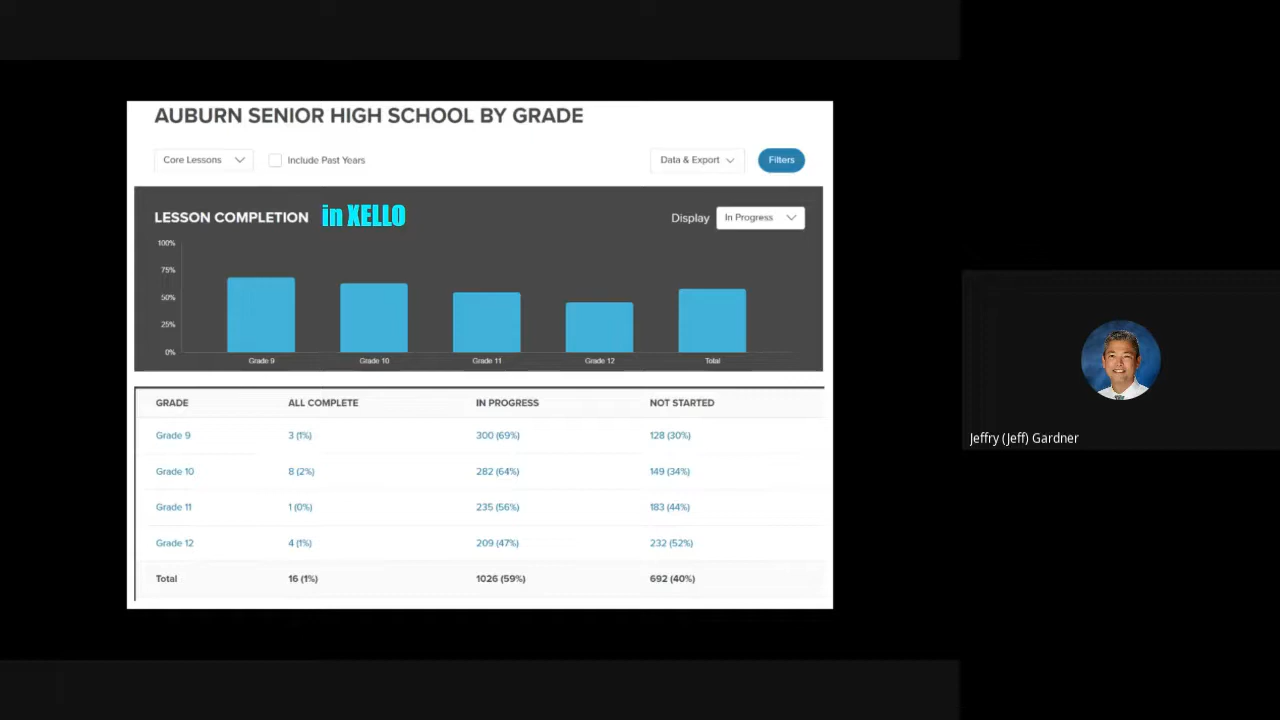 AUBURN SENIOR HIGH SCHOOL BY GRADE
Core Lessons Include Past Years Data & Export Filters
LESSON COMPLETION in XELLO Display In Progress
100%
75%
50%
25%
0%
Grade 9 Grade 10 Grade 11 Grade 12 Total
GRADE ALL COMPLETE IN PROGRESS NOT STARTED
Grade 9 3 (1%) 300 (69%) 128 (30%)
Grade 10 8 (2%) 282 (64%) 149 (34%)
Grade 11 1 (0%) 235 (56%) 183 (44%)
Grade 12 4 (1%) 209 (47%) 232 (52%)
Total 16 (1%) 1026 (59%) 692 (40%)
Jeffry (Jeff) Gardner